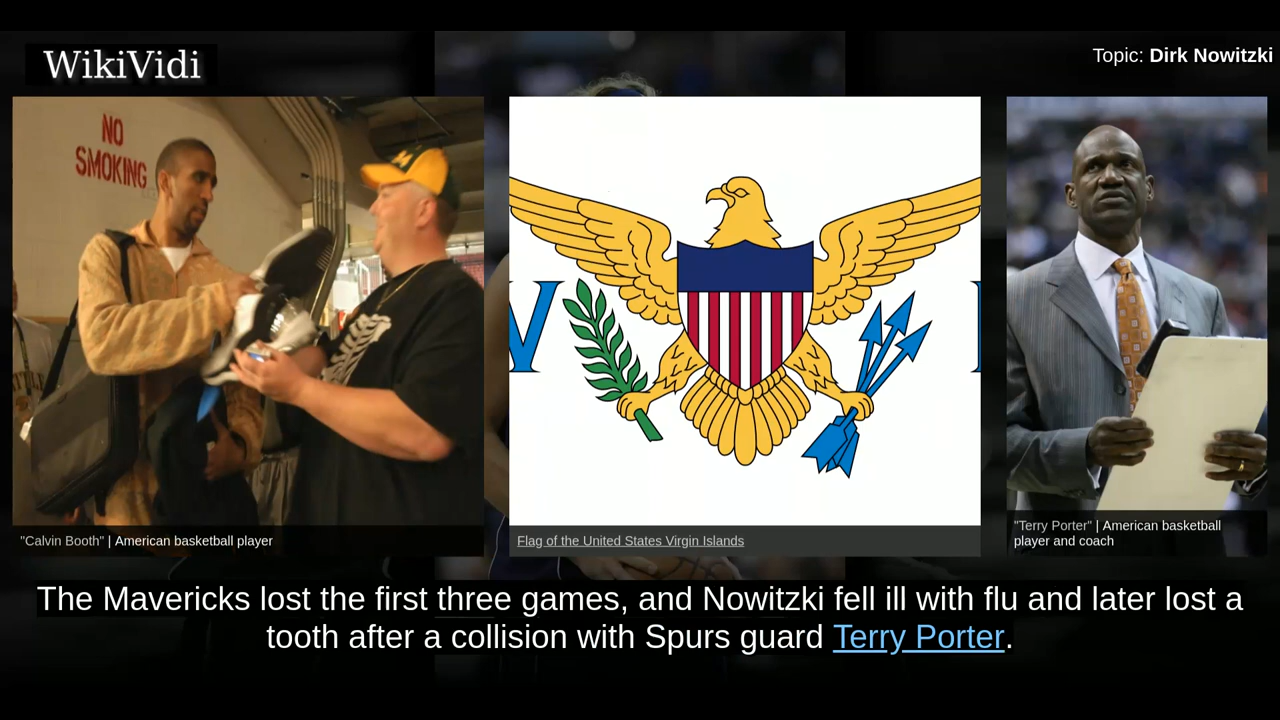 WikiVidi
Topic: Dirk Nowitzki
NO
SMOKING
V
"Calvin Booth" | American basketball player
Flag of the United States Virgin Islands
"Terry Porter" | American basketball
player and coach
The Mavericks lost the first three games, and Nowitzki fell ill with flu and later lost a
tooth after a collision with Spurs guard Terry Porter.